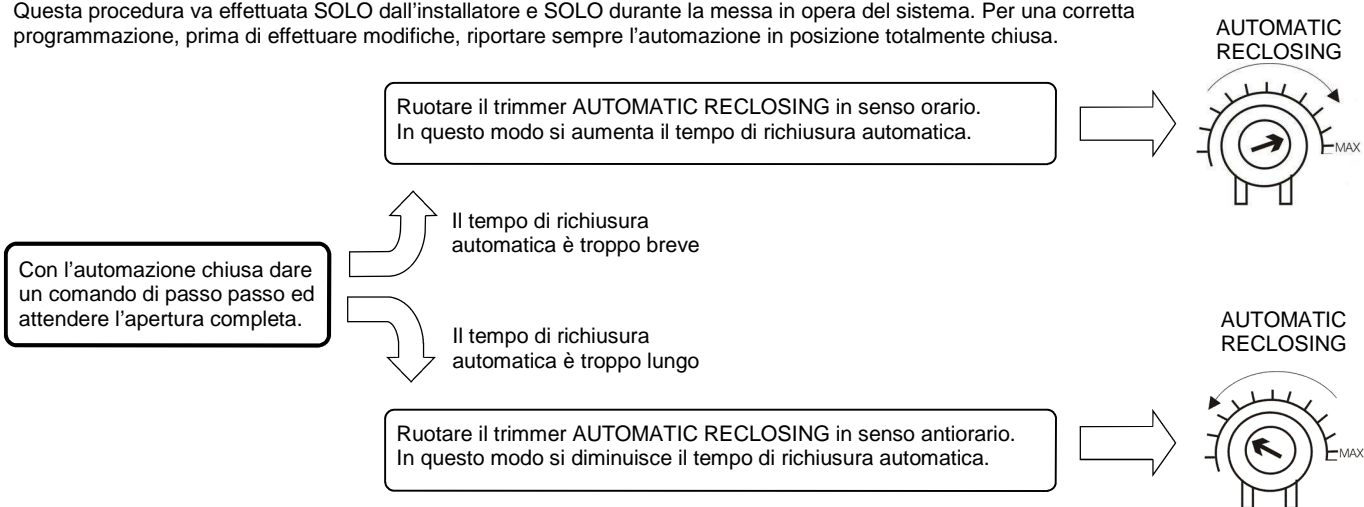 Questa procedura va effettuata SOLO dall'installatore e SOLO durante la messa in opera del sistema. Per una corretta
programmazione, prima di effettuare modifiche, riportare sempre l'automazione in posizione totalmente chiusa.
AUTOMATIC
RECLOSING
Ruotare il trimmer AUTOMATIC RECLOSING in senso orario.
In questo modo si aumenta il tempo di richiusura automatica.
MAX
Il tempo di richiusura
automatica è troppo breve
Con l'automazione chiusa dare
un comando di passo passo ed
attendere l'apertura completa.
Il tempo di richiusura
automatica è troppo lungo
AUTOMATIC
RECLOSING
Ruotare il trimmer AUTOMATIC RECLOSING in senso antiorario.
In questo modo si diminuisce il tempo di richiusura automatica.
MAX